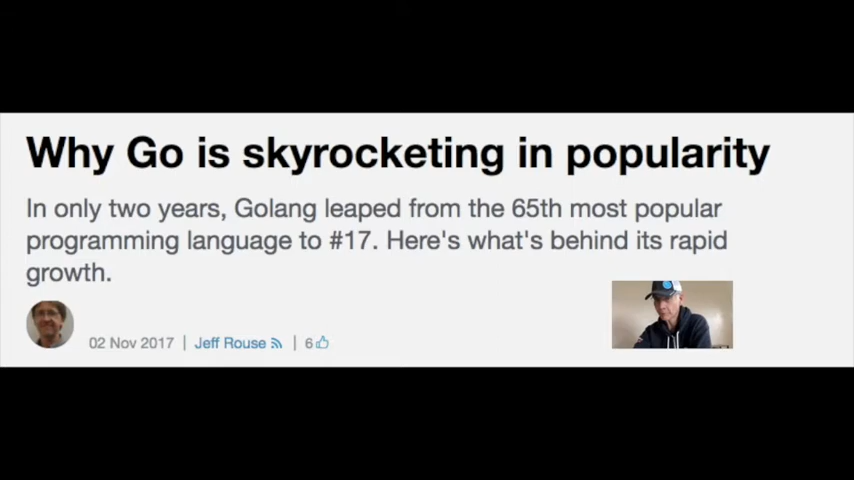 Why Go is skyrocketing in popularity
In only two years, Golang leaped from the 65th most popular
programming language to #17. Here's what's behind its rapid
growth.
02 Nov 2017 | Jeff Rouse | 6